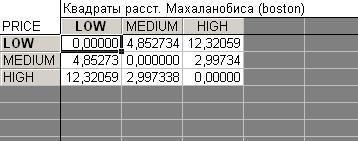 Квадраты расст. Махаланобиса (boston)
PRICE LOW MEDIUM HIGH
LOW 0,00000 4,852734 12,32059
MEDIUM 4,85273 0,000000 2,99734
HIGH 12,32059 2,997338 0,00000